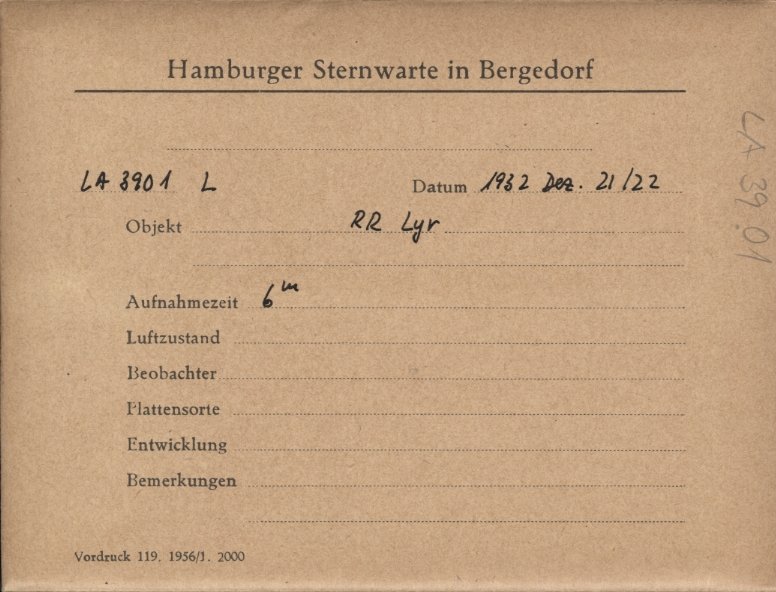 Hamburger Sternwarte in Bergedorf
LA 3901 L Datum 1932 Dez. 21/22
Objekt RR Lyr
Aufnahmezeit 6m
Luftzustand
Beobachter
Plattensorte
Entwicklung
Bemerkungen
Vordruck 119. 1956/1. 2000
LA 39.01